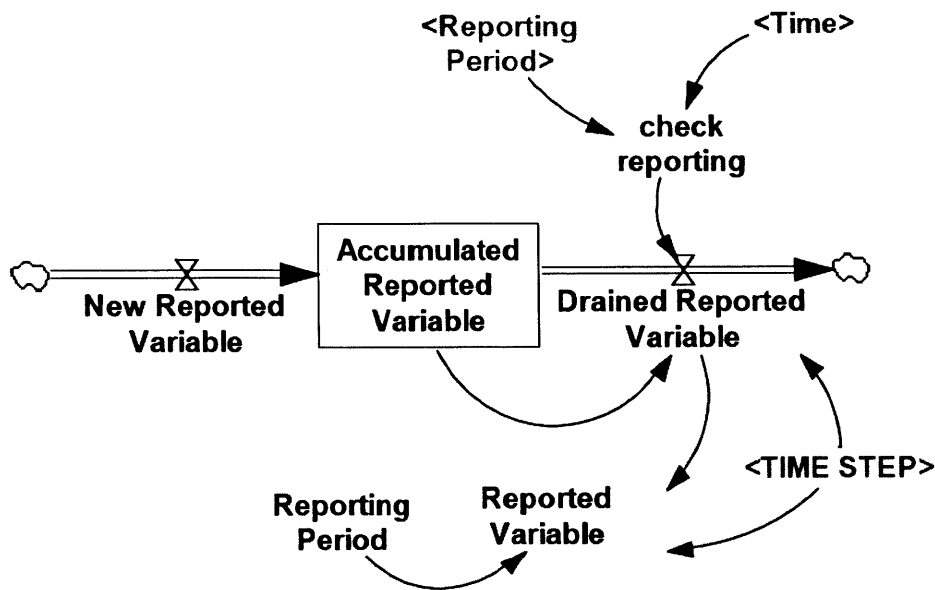 <Reporting
Period>
<Time>
check
reporting
Accumulated
Reported
Variable
New Reported
Variable
Drained Reported
Variable
<TIME STEP>
Reporting
Period
Reported
Variable